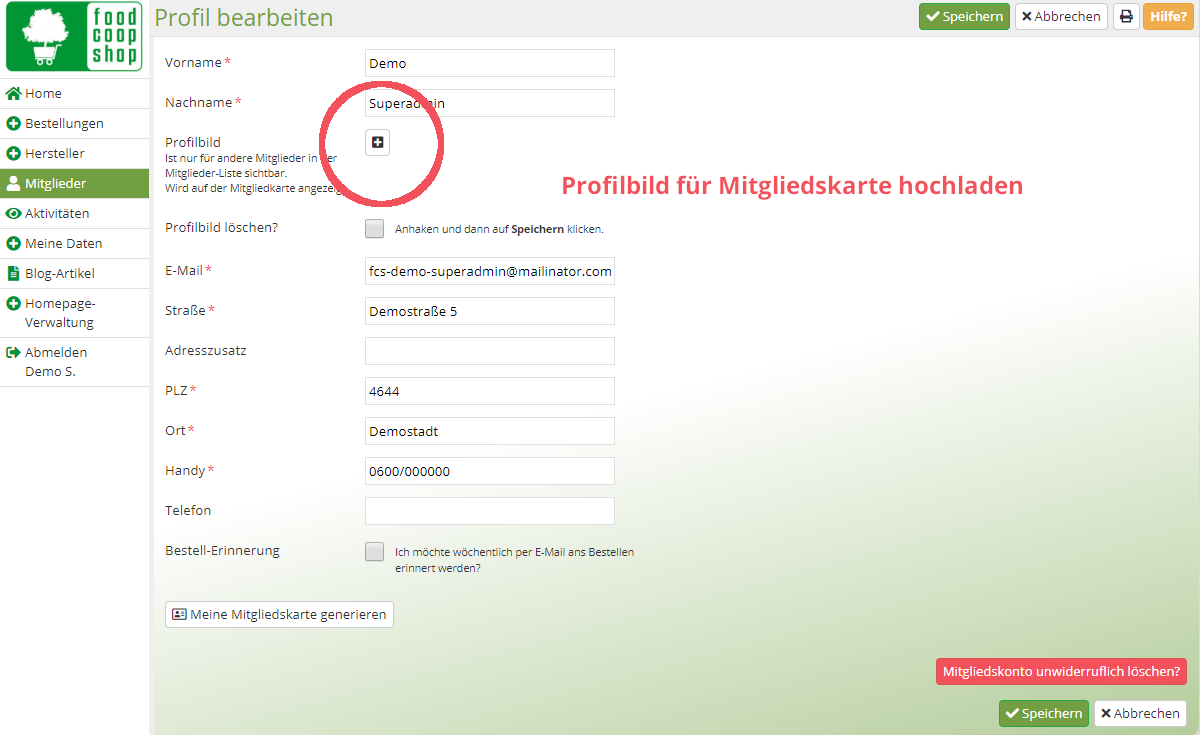 food
coop
shop
Profil bearbeiten
Speichern
Abbrechen
Hilfe?
Home
Bestellungen
Hersteller
Mitglieder
Aktivitäten
Meine Daten
Blog-Artikel
Homepage-
Verwaltung
Abmelden
Demo S.
Vorname*
Demo
Nachname*
Superadmin
Profilbild
Ist nur für andere Mitglieder in der
Mitglieder-Liste sichtbar.
Wird auf der Mitgliedkarte
Profilbild für Mitgliedskarte hochladen
Profilbild löschen?
Anhaken und dann auf Speichern klicken.
E-Mail*
fcs-demo-superadmin@mailinator.com
Straße*
Demostraße 5
Adresszusatz
PLZ*
4644
Ort*
Demostadt
Handy*
0600/000000
Telefon
Bestell-Erinnerung
Ich möchte wöchentlich per E-Mail ans Bestellen
erinnert werden?
Meine Mitgliedskarte generieren
Mitgliedskonto unwiderruflich löschen?
Speichern
Abbrechen